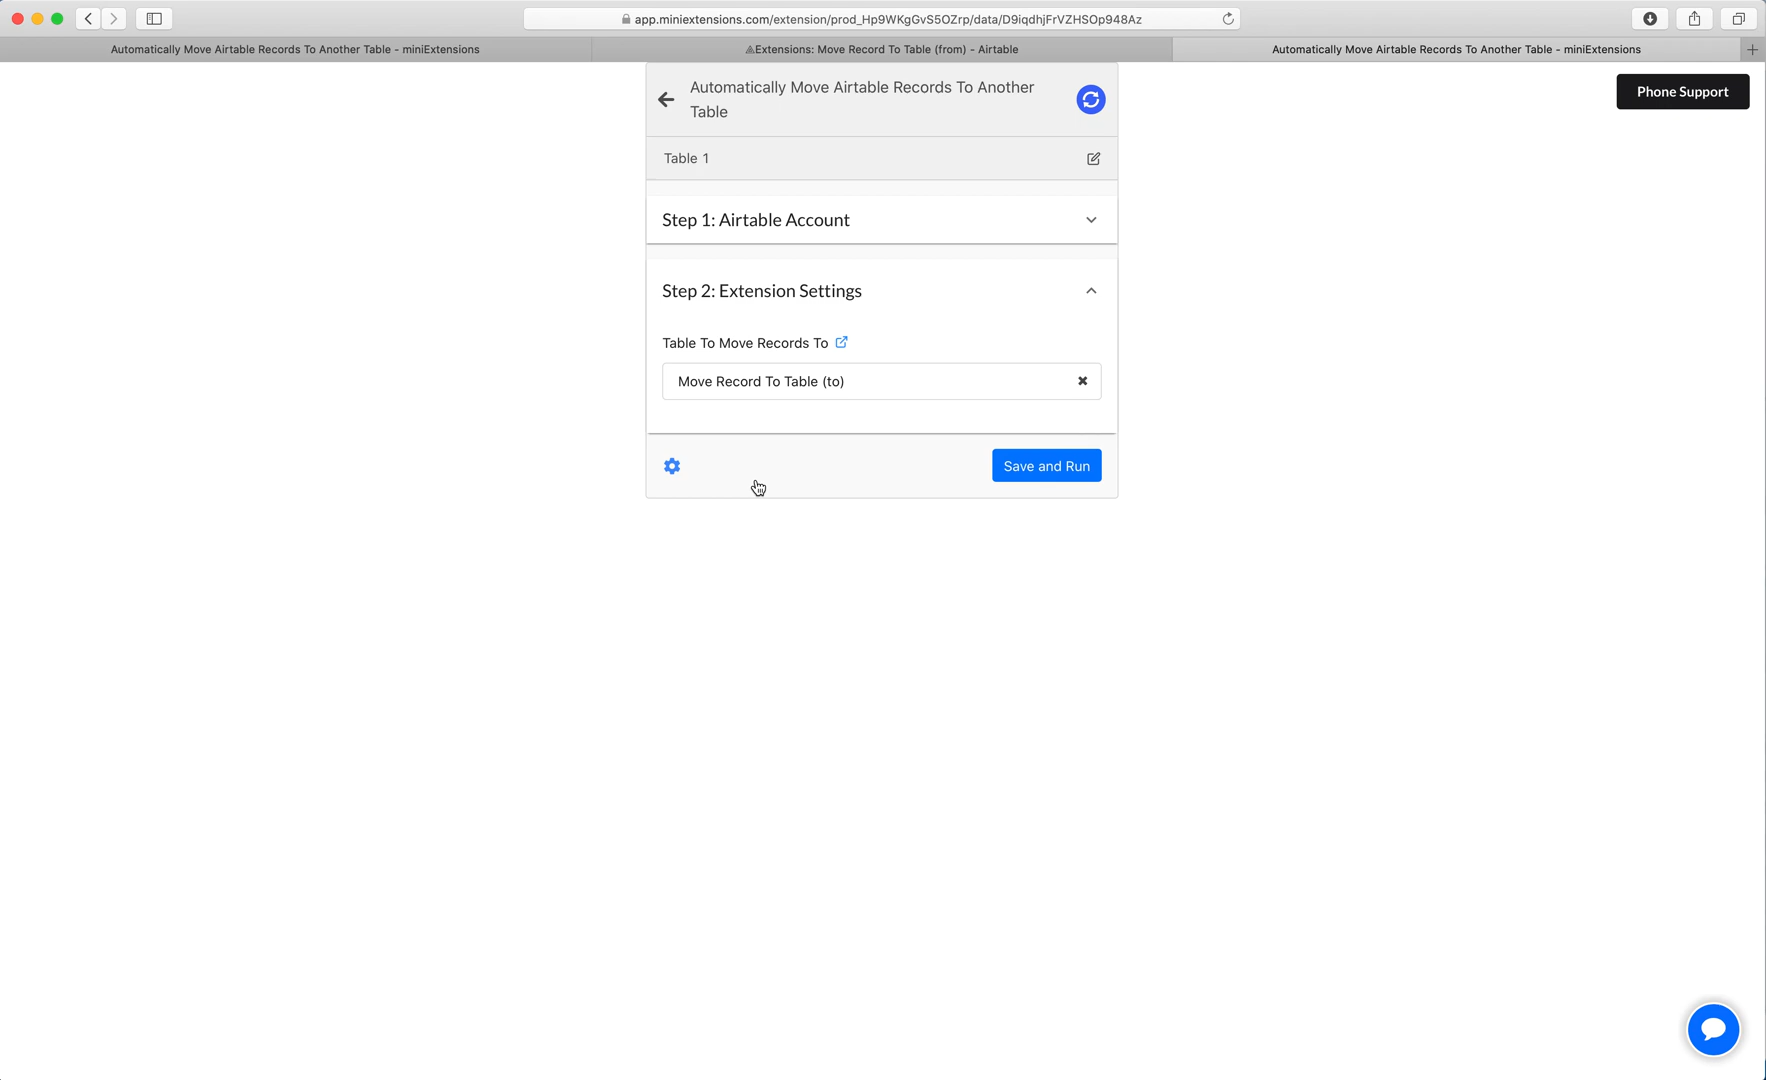 app.miniextensions.com/extension/prod_Hp9WKgGvS5OZrp/data/D9iqdhjFrVZHSOp948Az
Automatically Move Airtable Records To Another Table - miniExtensions
Extensions: Move Record To Table (from) - Airtable
Automatically Move Airtable Records To Another Table - miniExtensions
Automatically Move Airtable Records To Another
Table
Phone Support
Table 1
Step 1: Airtable Account
Step 2: Extension Settings
Table To Move Records To
Move Record To Table (to)
Save and Run